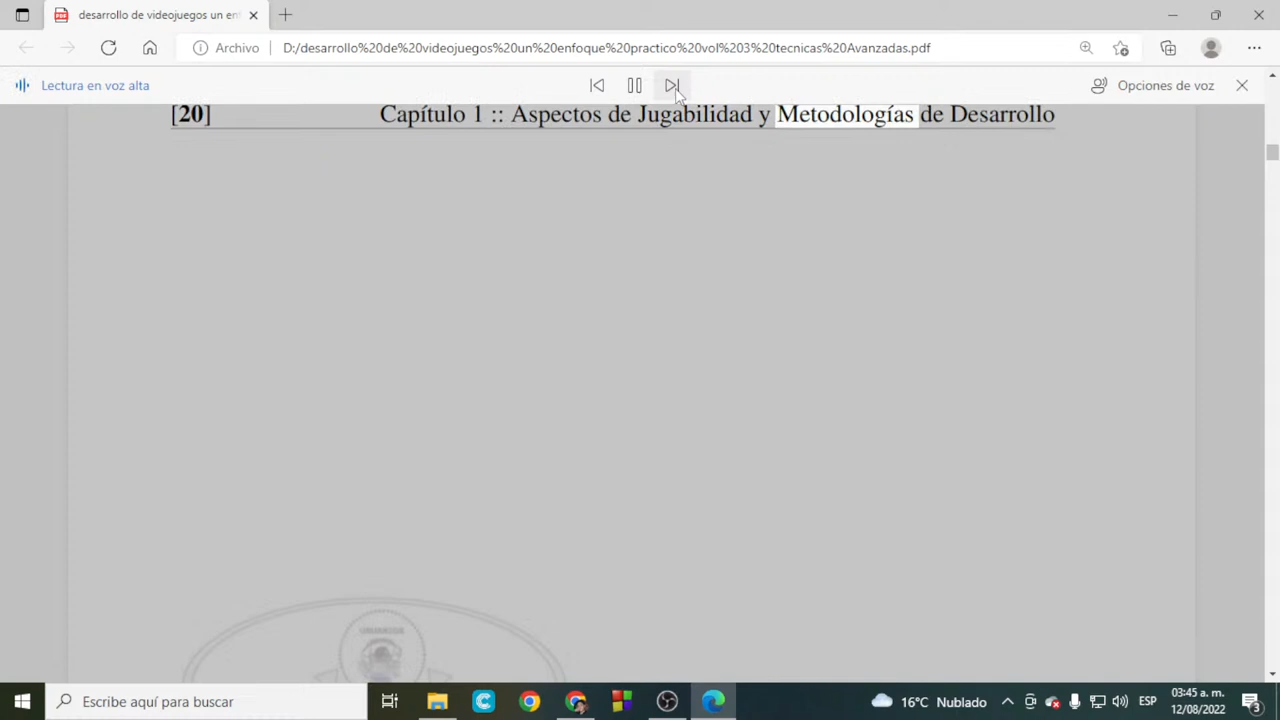 desarrollo de videojuegos un en
Archivo D:/desarrollo%20de%20videojuegos%20un%20enfoque%20practico%20vol%203%20tecnicas%20Avanzadas.pdf
Lectura en voz alta
Opciones de voz
[20] Capítulo 1 :: Aspectos de Jugabilidad y Metodologías de Desarrollo
Escribe aquí para buscar
16°C Nublado
ESP
03:45 a. m.
12/08/2022
3